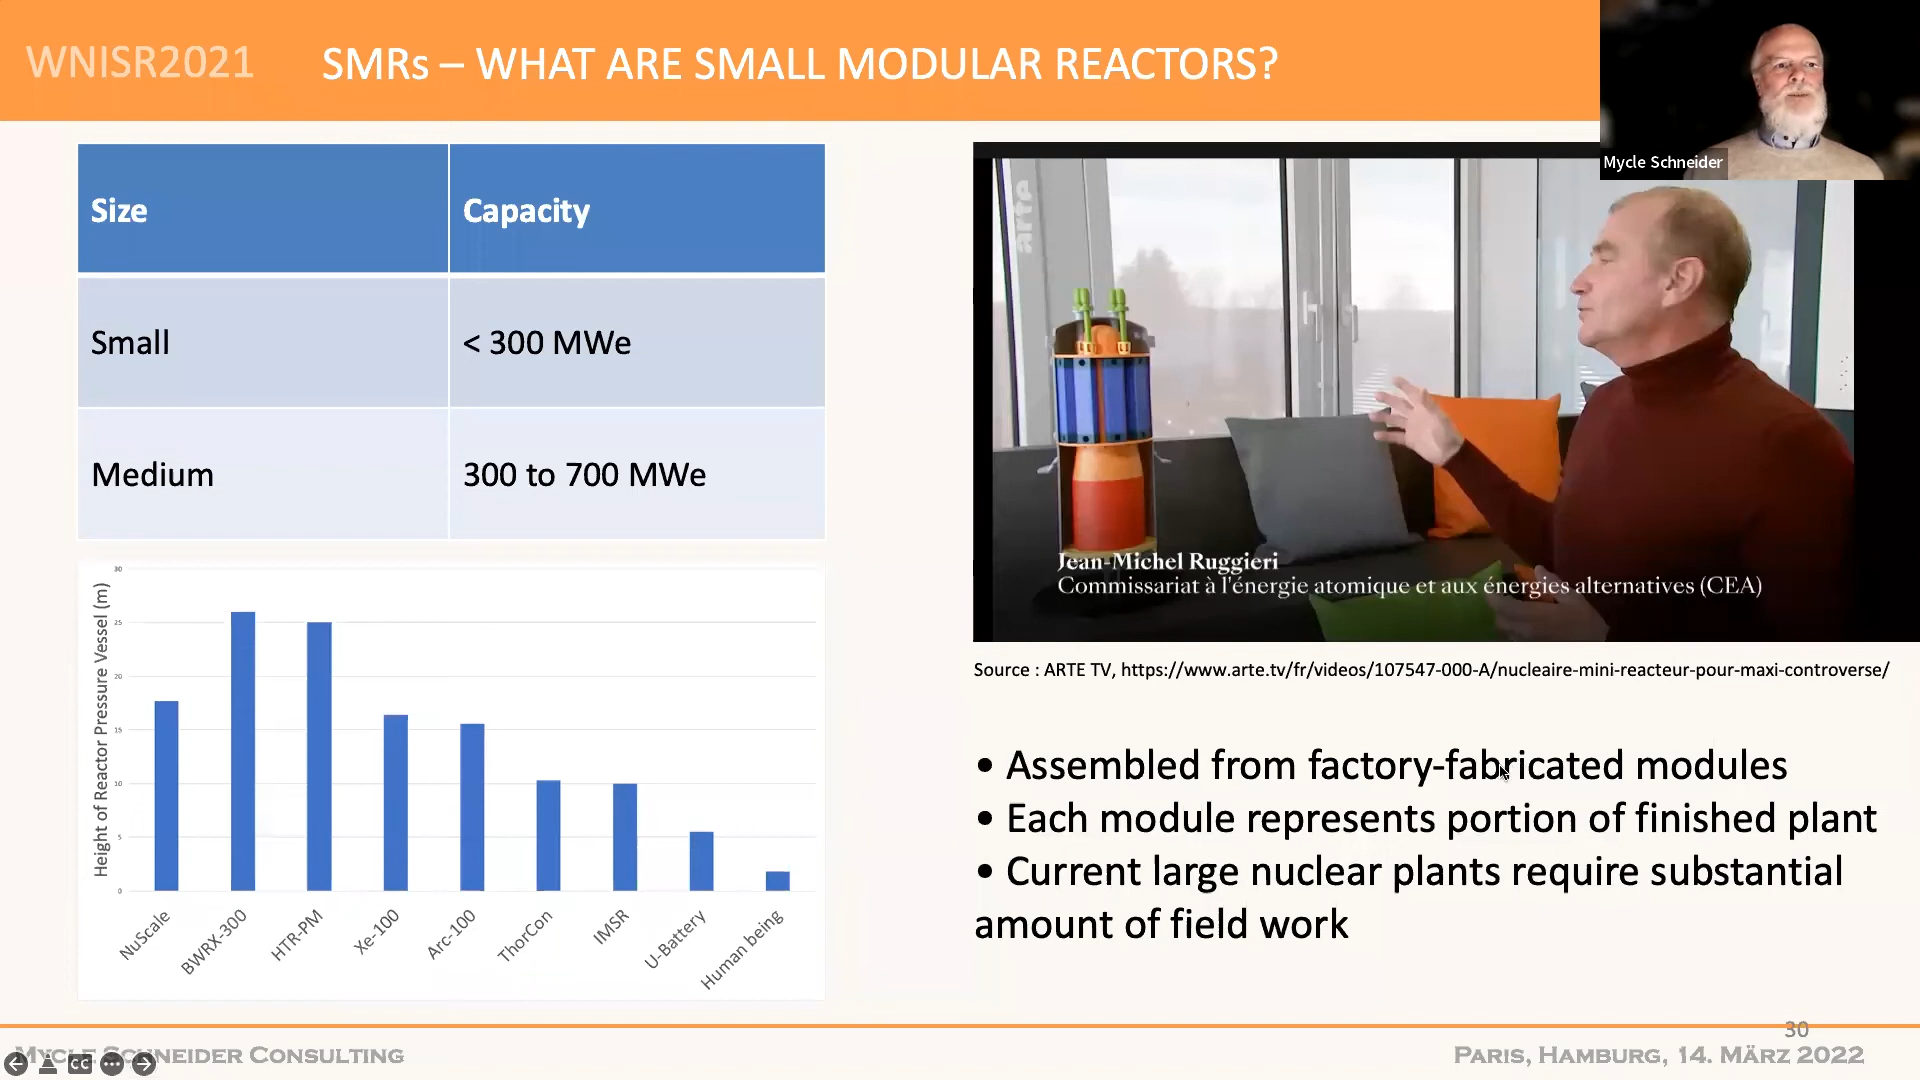 WNISR2021
SMRs – WHAT ARE SMALL MODULAR REACTORS?
Mycle Schneider
Size Capacity
Small < 300 MWe
Medium 300 to 700 MWe
arte
Jean-Michel Ruggieri
Commissariat à l'énergie atomique et aux énergies alternatives (CEA)
Source : ARTE TV, https://www.arte.tv/fr/videos/107547-000-A/nucleaire-mini-reacteur-pour-maxi-controverse/
Height of Reactor Pressure Vessel (m)
30
25
20
15
10
5
0
NuScale
BWRX-300
HTR-PM
Xe-100
Arc-100
ThorCon
IMSR
U-Battery
Human being
• Assembled from factory-fabricated modules
• Each module represents portion of finished plant
• Current large nuclear plants require substantial
amount of field work
30
Mycle Schneider Consulting
CC
Paris, Hamburg, 14. März 2022